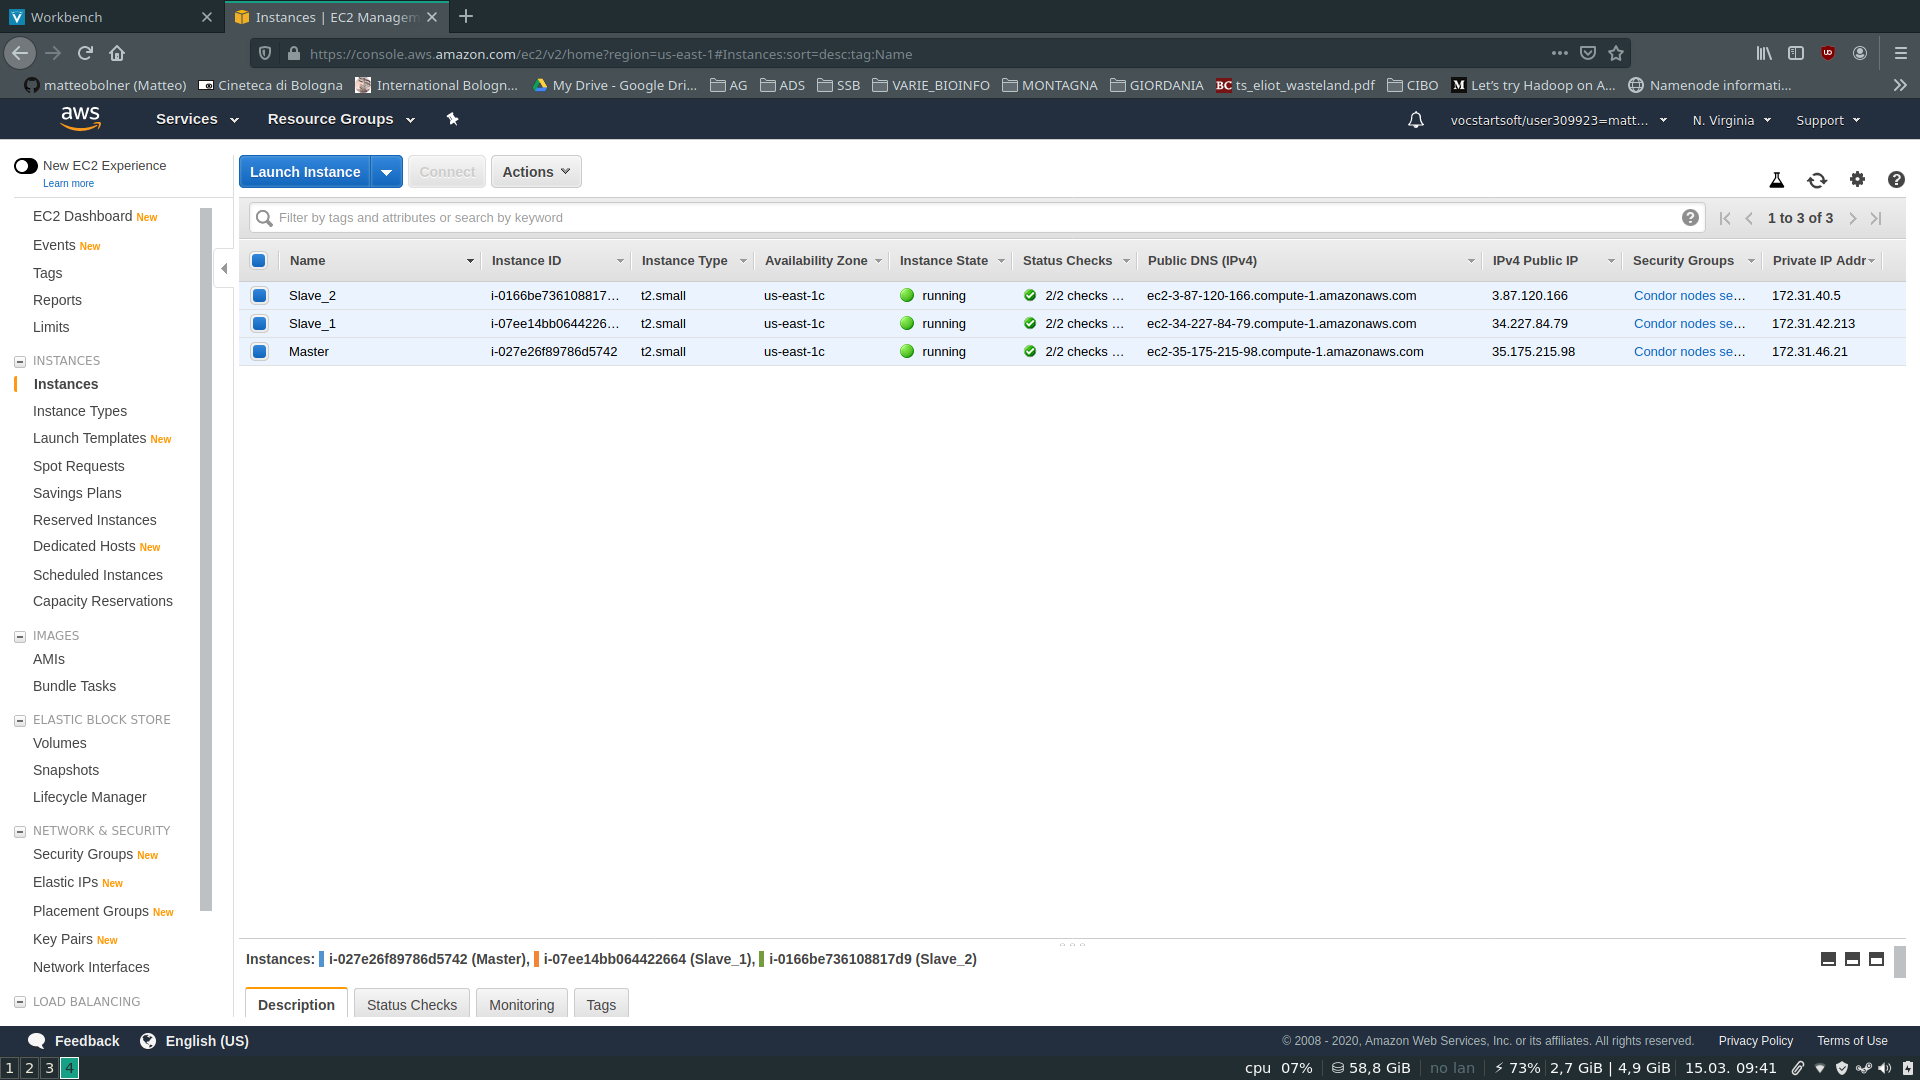 Workbench
Instances | EC2 Managem
https://console.aws.amazon.com/ec2/v2/home?region=us-east-1#Instances:sort=desc:tag:Name
matteobolner (Matteo) Cineteca di Bologna International Bologn... My Drive - Google Dri... AG ADS SSB VARIE_BIOINFO MONTAGNA GIORDANIA BC ts_eliot_wasteland.pdf CIBO Let's try Hadoop on A... Namenode informati...
aws Services Resource Groups vocstartsoft/user309923=matt... N. Virginia Support
New EC2 Experience
Learn more
EC2 Dashboard New
Events New
Tags
Reports
Limits
INSTANCES
Instances
Instance Types
Launch Templates New
Spot Requests
Savings Plans
Reserved Instances
Dedicated Hosts New
Scheduled Instances
Capacity Reservations
IMAGES
AMIs
Bundle Tasks
ELASTIC BLOCK STORE
Volumes
Snapshots
Lifecycle Manager
NETWORK & SECURITY
Security Groups New
Elastic IPs New
Placement Groups New
Key Pairs New
Network Interfaces
LOAD BALANCING
Launch Instance Connect Actions
Filter by tags and attributes or search by keyword
1 to 3 of 3
Name Instance ID Instance Type Availability Zone Instance State Status Checks Public DNS (IPv4) IPv4 Public IP Security Groups Private IP Addr
Slave_2 i-0166be736108817... t2.small us-east-1c running 2/2 checks ... ec2-3-87-120-166.compute-1.amazonaws.com 3.87.120.166 Condor nodes se... 172.31.40.5
Slave_1 i-07ee14bb0644226... t2.small us-east-1c running 2/2 checks ... ec2-34-227-84-79.compute-1.amazonaws.com 34.227.84.79 Condor nodes se... 172.31.42.213
Master i-027e26f89786d5742 t2.small us-east-1c running 2/2 checks ... ec2-35-175-215-98.compute-1.amazonaws.com 35.175.215.98 Condor nodes se... 172.31.46.21
Instances: i-027e26f89786d5742 (Master), i-07ee14bb064422664 (Slave_1), i-0166be736108817d9 (Slave_2)
Description Status Checks Monitoring Tags
Feedback English (US) © 2008 - 2020, Amazon Web Services, Inc. or its affiliates. All rights reserved. Privacy Policy Terms of Use
1 2 3 4 cpu 07% 58,8 GiB no lan ⚡ 73% 2,7 GiB | 4,9 GiB 15.03. 09:41